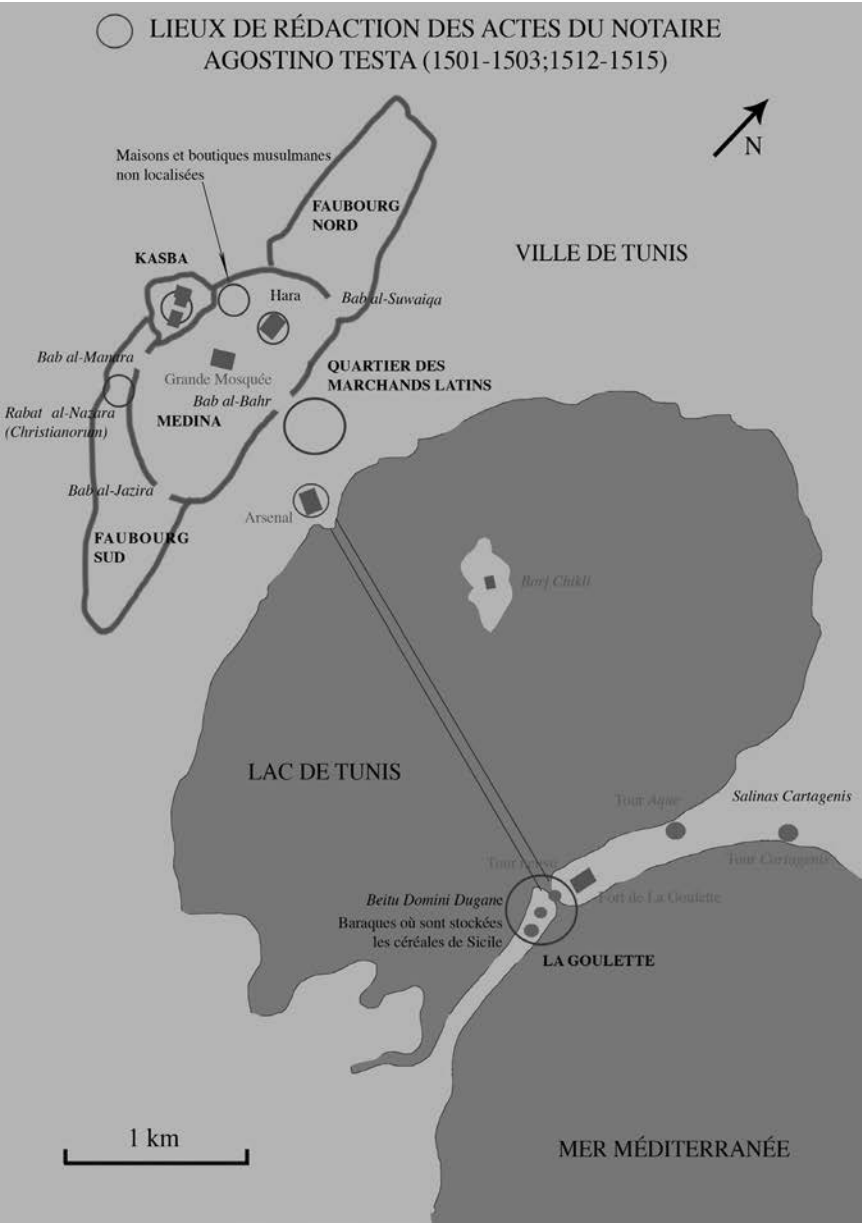 LIEUX DE RÉDACTION DES ACTES DU NOTAIRE
AGOSTINO TESTA (1501-1503;1512-1515)
N
Maisons et boutiques musulmanes
non localisées
FAUBOURG
NORD
VILLE DE TUNIS
KASBA
Hara
Bab al-Suwaiqa
Bab al-Manara
Grande Mosquée
QUARTIER DES
MARCHANDS LATINS
Bab al-Bahr
Rabat al-Nazara
(Christianorum)
MEDINA
Bab al-Jazira
Arsenal
FAUBOURG
SUD
Borj Chikli
LAC DE TUNIS
Tour Aque
Salinas Cartagenis
Tour neuve
Tour Cartagenis
Fort de La Goulette
Beitu Domini Dugane
Baraques où sont stockées
les céréales de Sicile
LA GOULETTE
1 km
MER MÉDITERRANÉE